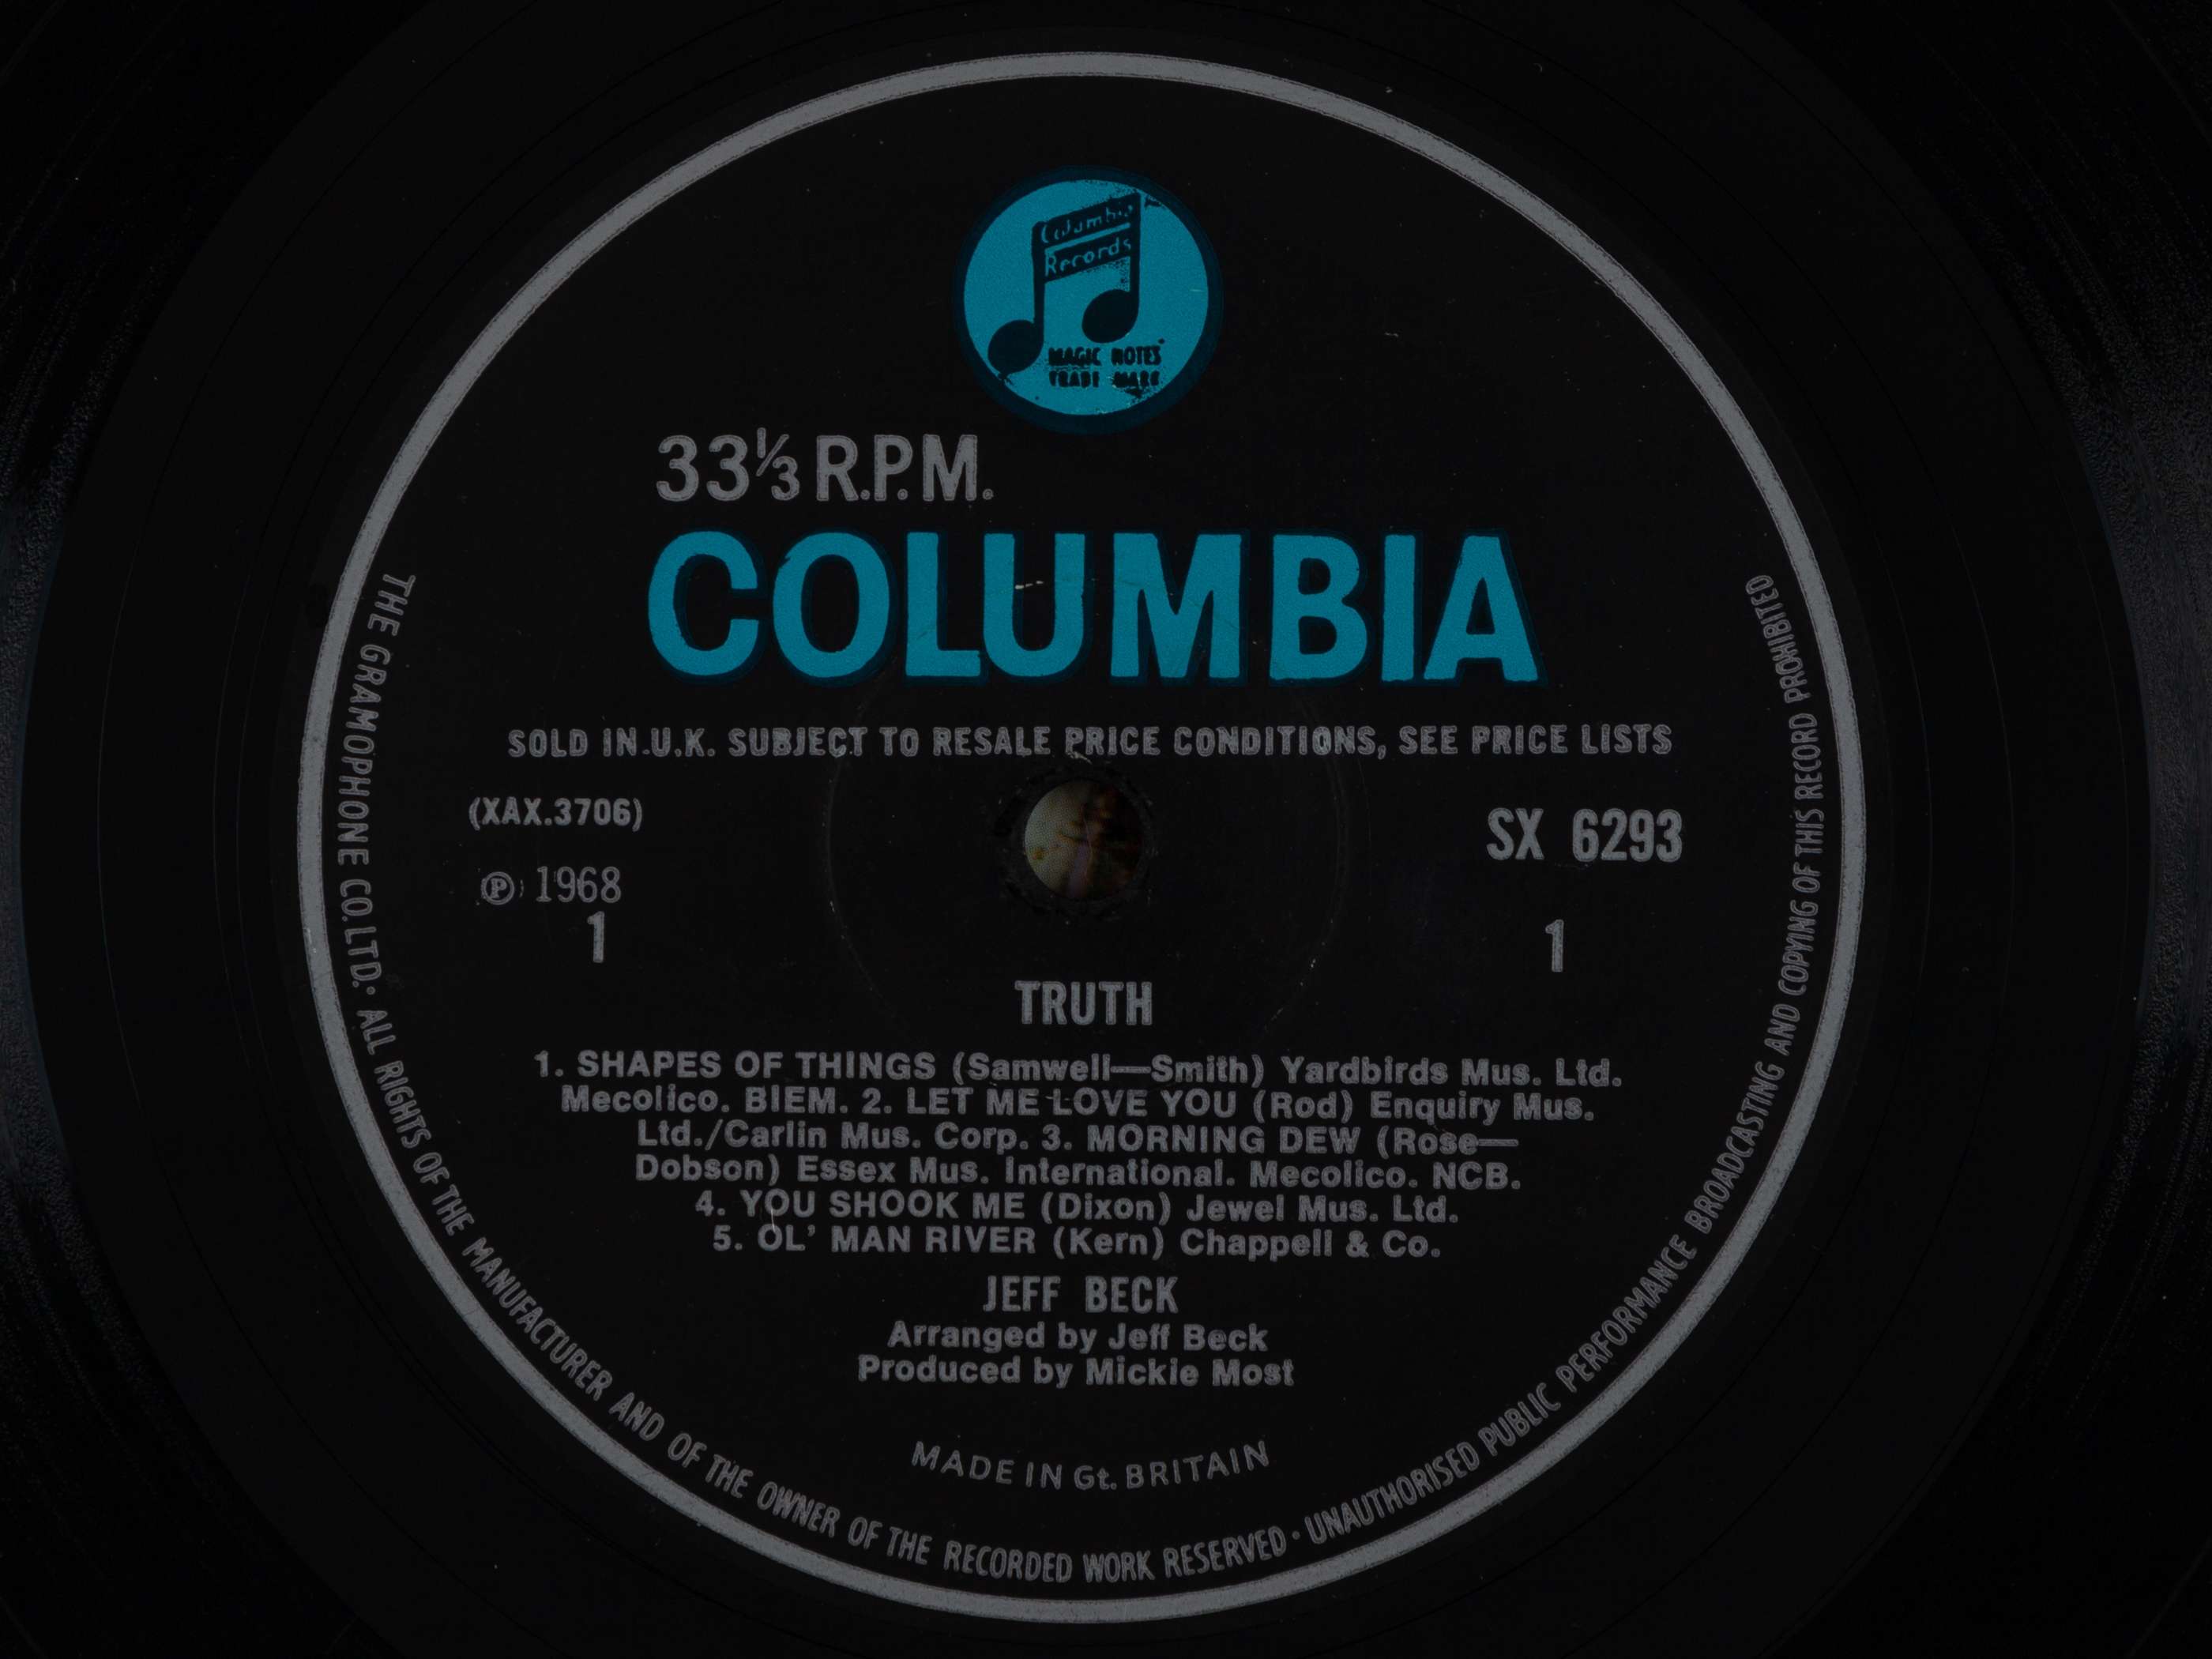 Columbia
Records
MAGIC NOTES
TRADE MARK
33⅓ R.P.M.
COLUMBIA
SOLD IN U.K. SUBJECT TO RESALE PRICE CONDITIONS, SEE PRICE LISTS
(XAX.3706)
SX 6293
℗ 1968
1
1
TRUTH
1. SHAPES OF THINGS (Samwell—Smith) Yardbirds Mus. Ltd.
Mecolico. BIEM. 2. LET ME LOVE YOU (Rod) Enquiry Mus.
Ltd./Carlin Mus. Corp. 3. MORNING DEW (Rose—
Dobson) Essex Mus. International. Mecolico. NCB.
4. YOU SHOOK ME (Dixon) Jewel Mus. Ltd.
5. OL' MAN RIVER (Kern) Chappell & Co.
JEFF BECK
Arranged by Jeff Beck
Produced by Mickie Most
MADE IN Gt. BRITAIN
THE GRAMOPHONE CO. LTD. · ALL RIGHTS OF THE MANUFACTURER AND OF THE OWNER OF THE RECORDED WORK RESERVED · UNAUTHORISED PUBLIC PERFORMANCE BROADCASTING AND COPYING OF THIS RECORD PROHIBITED